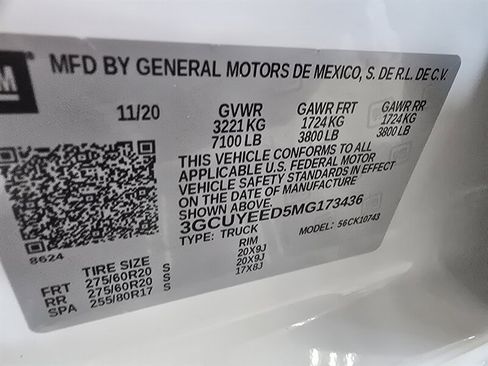 GM
MFD BY GENERAL MOTORS DE MEXICO, S. DE R.L. DE C.V.
11/20 GVWR GAWR FRT GAWR RR
3221 KG 1724 KG 1724 KG
7100 LB 3800 LB 3800 LB
THIS VEHICLE CONFORMS TO ALL
APPLICABLE U.S. FEDERAL MOTOR
VEHICLE SAFETY STANDARDS IN EFFECT
ON THE DATE OF MANUFACTURE
SHOWN ABOVE.
3GCUYEED5MG173436
TYPE: TRUCK MODEL: 56CK10743
8624
TIRE SIZE RIM
FRT 275/60R20 S 20X9J
RR 275/60R20 S 20X9J
SPA 255/80R17 S 17X8J